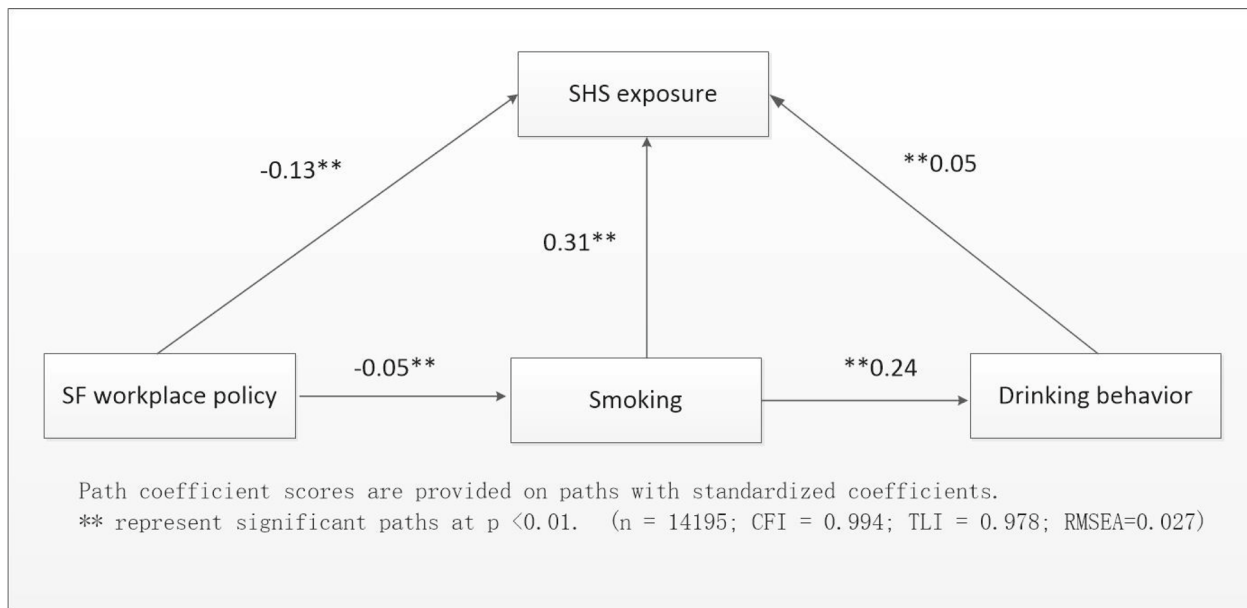 SHS exposure
-0.13**
**0.05
0.31**
-0.05**
**0.24
SF workplace policy
Smoking
Drinking behavior
Path coefficient scores are provided on paths with standardized coefficients.
** represent significant paths at p <0.01. (n = 14195; CFI = 0.994; TLI = 0.978; RMSEA=0.027)